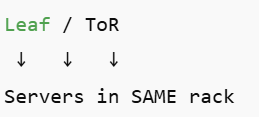 Leaf / ToR
↓ ↓ ↓
Servers in SAME rack